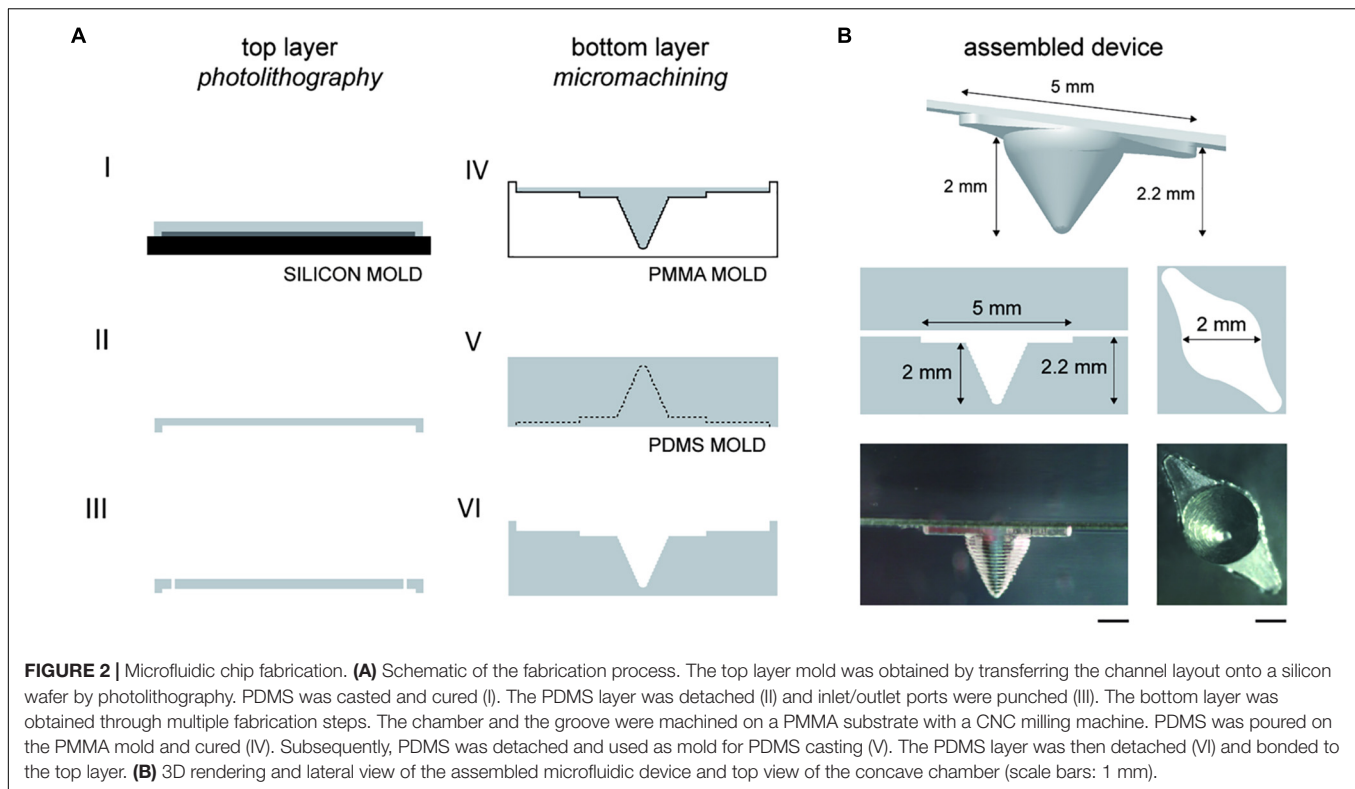 A
top layer
photolithography
bottom layer
micromachining
I
SILICON MOLD
II
III
IV
PMMA MOLD
V
PDMS MOLD
VI
B
assembled device
5 mm
2 mm
2.2 mm
5 mm
2 mm
2.2 mm
2 mm
FIGURE 2 | Microfluidic chip fabrication. (A) Schematic of the fabrication process. The top layer mold was obtained by transferring the channel layout onto a silicon
wafer by photolithography. PDMS was casted and cured (I). The PDMS layer was detached (II) and inlet/outlet ports were punched (III). The bottom layer was
obtained through multiple fabrication steps. The chamber and the groove were machined on a PMMA substrate with a CNC milling machine. PDMS was poured on
the PMMA mold and cured (IV). Subsequently, PDMS was detached and used as mold for PDMS casting (V). The PDMS layer was then detached (VI) and bonded to
the top layer. (B) 3D rendering and lateral view of the assembled microfluidic device and top view of the concave chamber (scale bars: 1 mm).